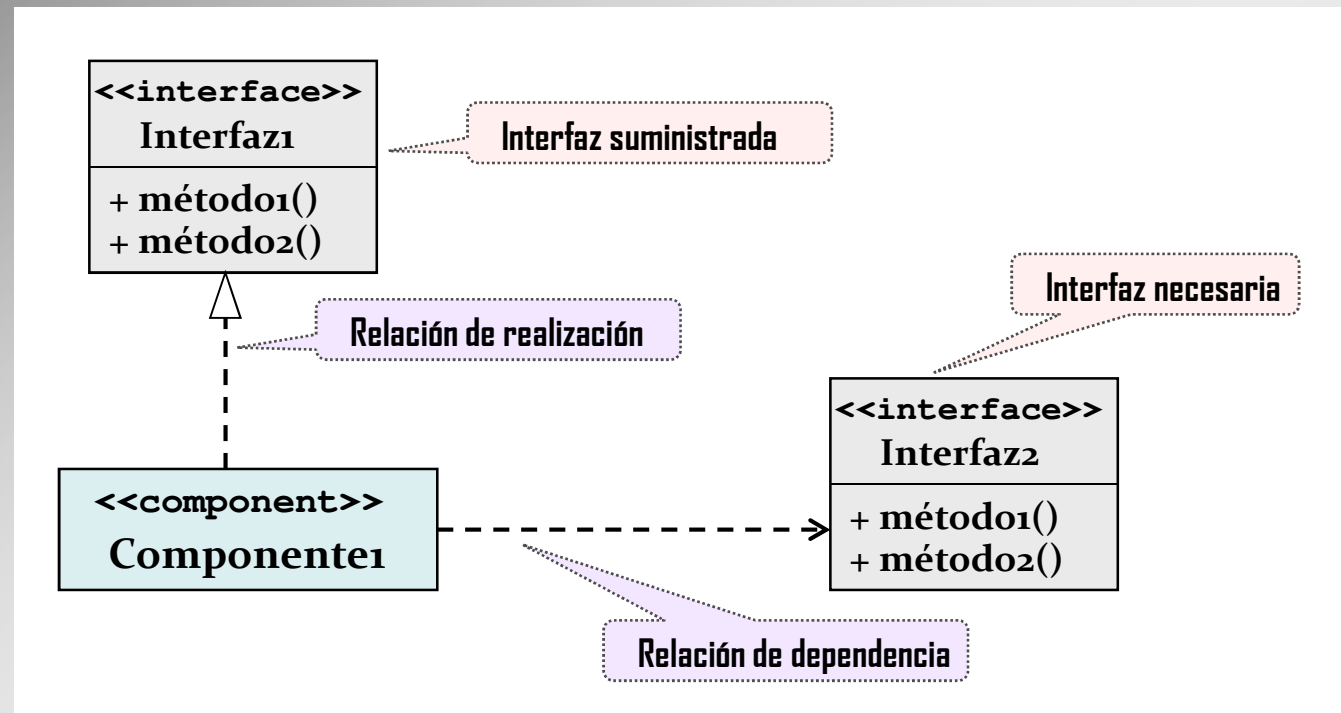 <<interface>>
Interfaz1
+ método1()
+ método2()
Interfaz suministrada
Relación de realización
Interfaz necesaria
<<interface>>
Interfaz2
+ método1()
+ método2()
<<component>>
Componente1
Relación de dependencia